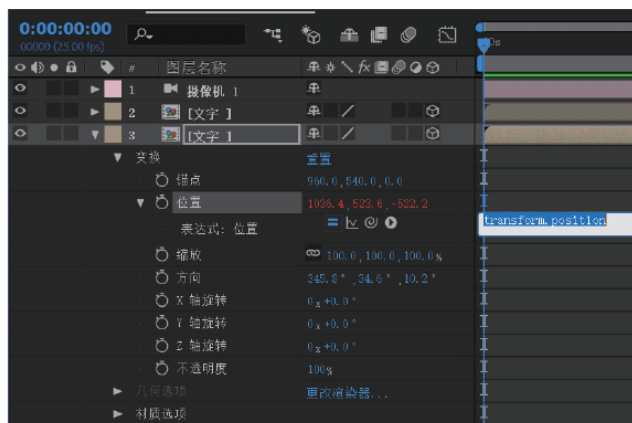 0:00:00:00
00000 (25.00 fps)
0s
# 图层名称
1 摄像机 1
2 [文字 ]
3 [文字 ]
变换 重置
锚点 960.0,540.0,0.0
位置 1036.4,523.6,-522.2
表达式: 位置 transform.position
缩放 100.0,100.0,100.0%
方向 345.8°,34.6°,10.2°
X 轴旋转 0x+0.0°
Y 轴旋转 0x+0.0°
Z 轴旋转 0x+0.0°
不透明度 100%
几何选项 更改渲染器...
材质选项